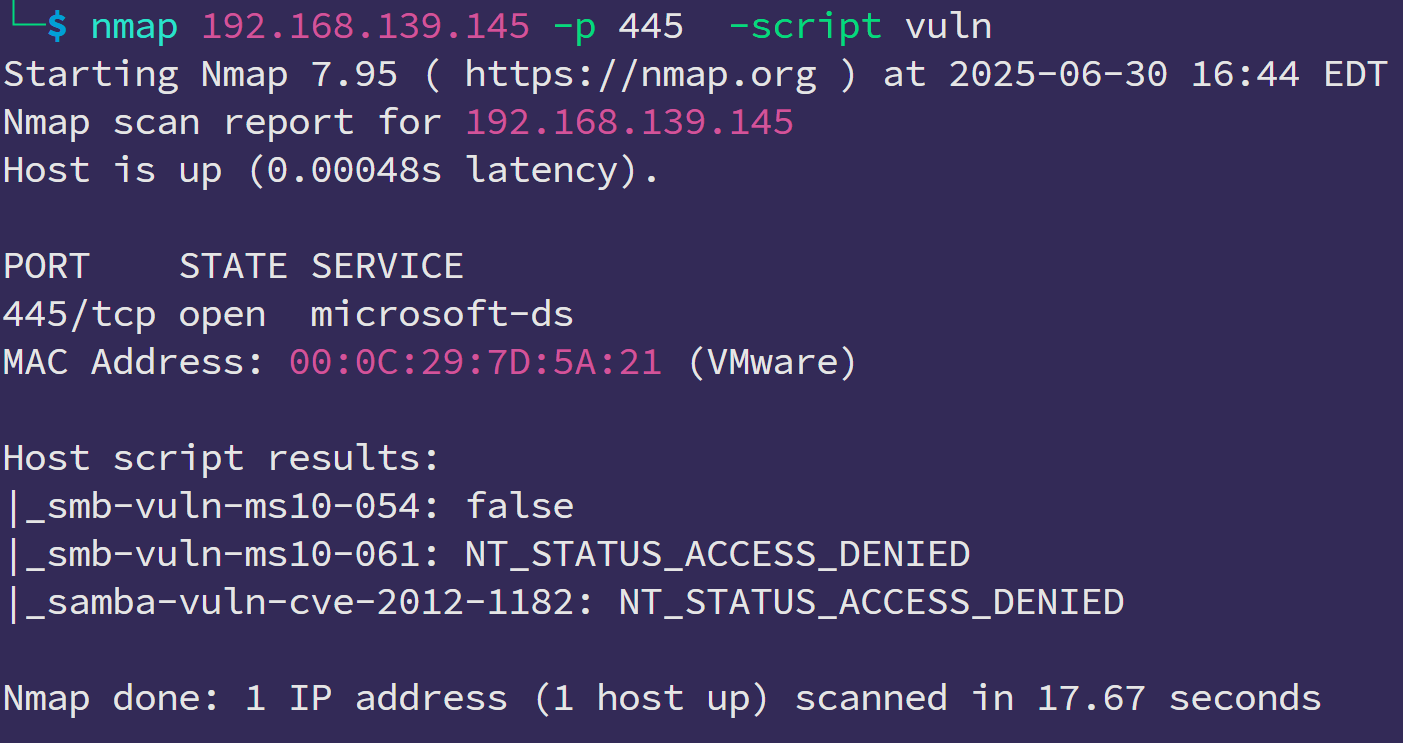 └─$ nmap 192.168.139.145 -p 445  -script vuln
Starting Nmap 7.95 ( https://nmap.org ) at 2025-06-30 16:44 EDT
Nmap scan report for 192.168.139.145
Host is up (0.00048s latency).

PORT    STATE SERVICE
445/tcp open  microsoft-ds
MAC Address: 00:0C:29:7D:5A:21 (VMware)

Host script results:
|_smb-vuln-ms10-054: false
|_smb-vuln-ms10-061: NT_STATUS_ACCESS_DENIED
|_samba-vuln-cve-2012-1182: NT_STATUS_ACCESS_DENIED

Nmap done: 1 IP address (1 host up) scanned in 17.67 seconds